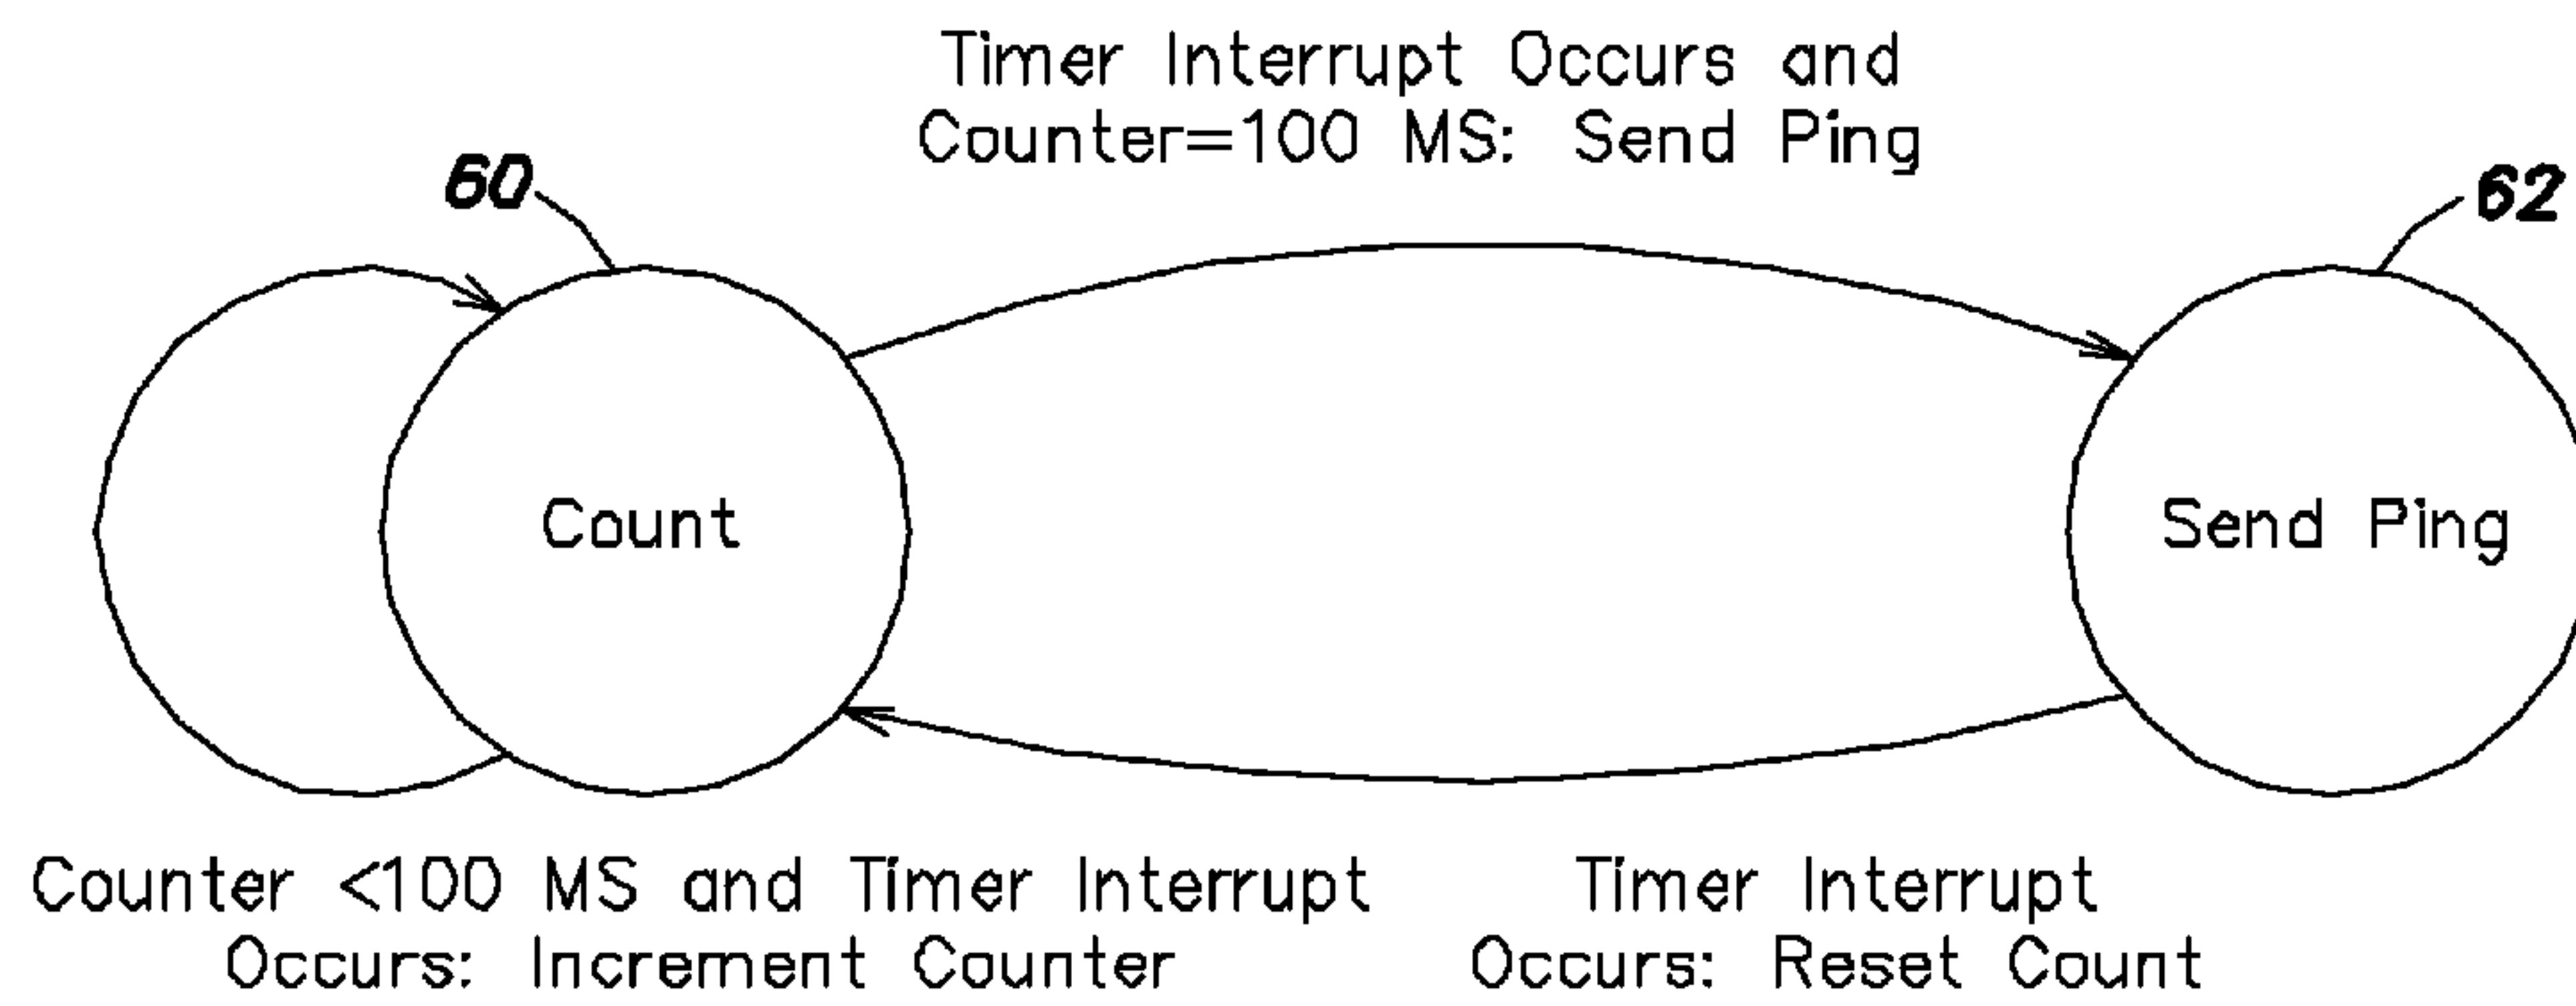 Timer Interrupt Occurs and
Counter=100 MS: Send Ping
60
62
Count
Send Ping
Counter <100 MS and Timer Interrupt
Occurs: Increment Counter
Timer Interrupt
Occurs: Reset Count